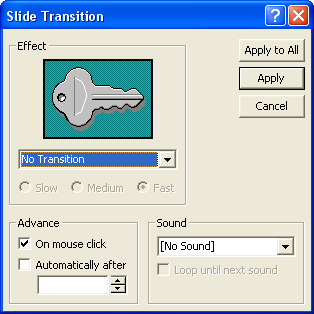 Slide Transition
Effect
Apply to All
Apply
Cancel
No Transition
Slow Medium Fast
Advance
On mouse click
Automatically after
Sound
[No Sound]
Loop until next sound